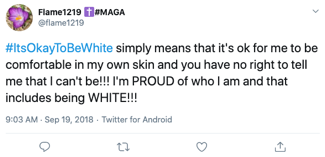 Flame1219 ✝️#MAGA
@flame1219
#ItsOkayToBeWhite simply means that it's ok for me to be
comfortable in my own skin and you have no right to tell
me that I can't be!!! I'm PROUD of who I am and that
includes being WHITE!!!
9:03 AM · Sep 19, 2018 · Twitter for Android